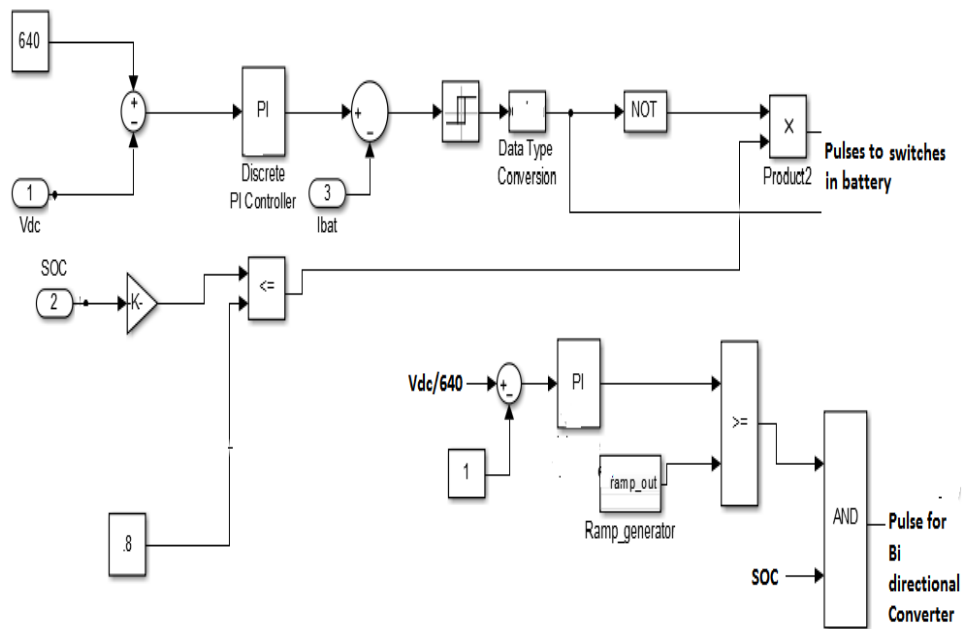 640
+
−
PI
Discrete
PI Controller
+
−
NOT
Data Type
Conversion
×
Product2
Pulses to switches
in battery
1
Vdc
3
Ibat
SOC
2
-K-
<=
Vdc/640
+
−
PI
1
>=
ramp_out
Ramp_generator
.8
AND
SOC
Pulse for
Bi
directional
Converter